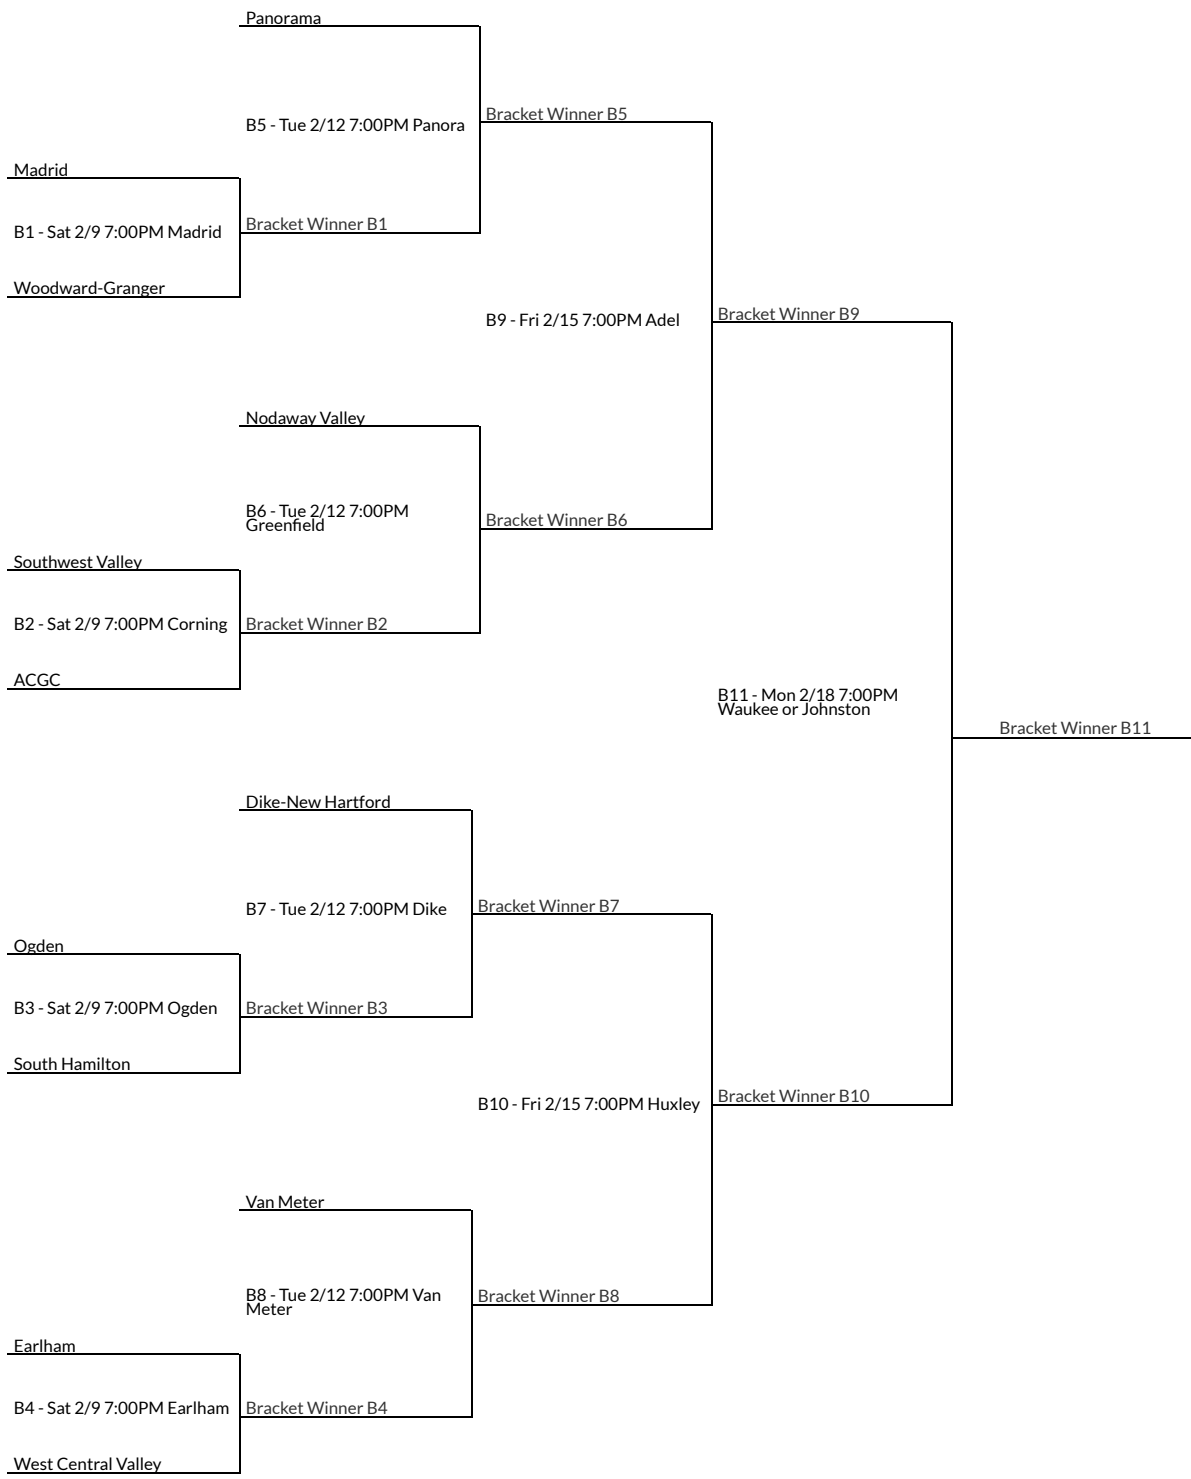 Panorama
B5 - Tue 2/12 7:00PM Panora
Bracket Winner B5
Madrid
B1 - Sat 2/9 7:00PM Madrid
Bracket Winner B1
Woodward-Granger
B9 - Fri 2/15 7:00PM Adel
Bracket Winner B9
Nodaway Valley
B6 - Tue 2/12 7:00PM
Greenfield
Bracket Winner B6
Southwest Valley
B2 - Sat 2/9 7:00PM Corning
Bracket Winner B2
ACGC
B11 - Mon 2/18 7:00PM
Waukee or Johnston
Bracket Winner B11
Dike-New Hartford
B7 - Tue 2/12 7:00PM Dike
Bracket Winner B7
Ogden
B3 - Sat 2/9 7:00PM Ogden
Bracket Winner B3
South Hamilton
B10 - Fri 2/15 7:00PM Huxley
Bracket Winner B10
Van Meter
B8 - Tue 2/12 7:00PM Van
Meter
Bracket Winner B8
Earlham
B4 - Sat 2/9 7:00PM Earlham
Bracket Winner B4
West Central Valley